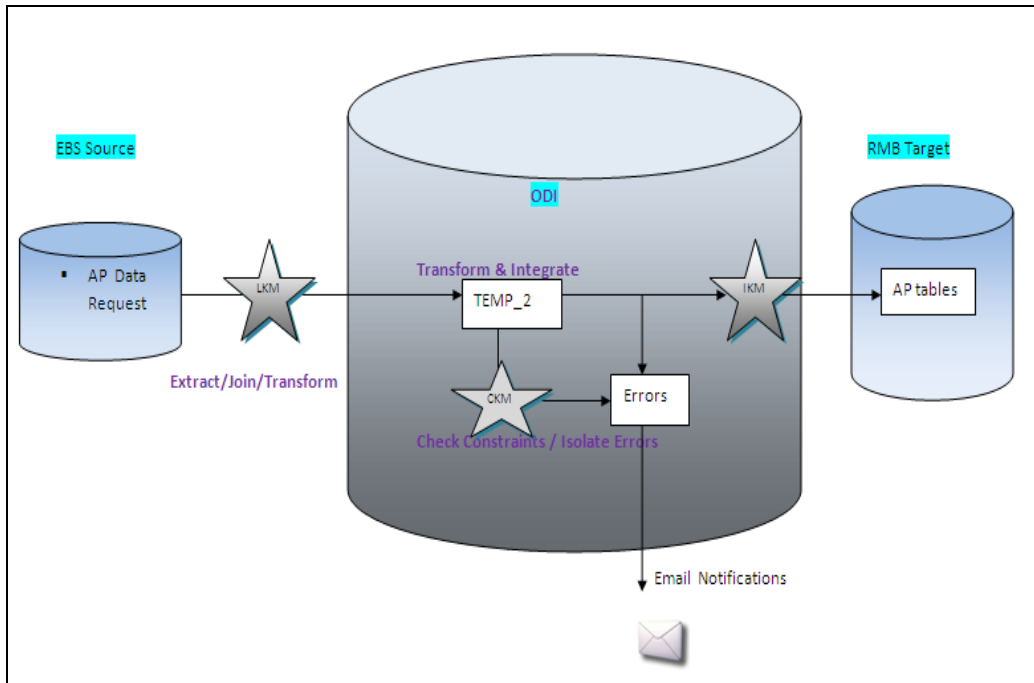 EBS Source
RMB Target
ODI
▪ AP Data
Request
LKM
Transform & Integrate
TEMP_2
IKM
AP tables
Extract/Join/Transform
CKM
Errors
Check Constraints / Isolate Errors
Email Notifications